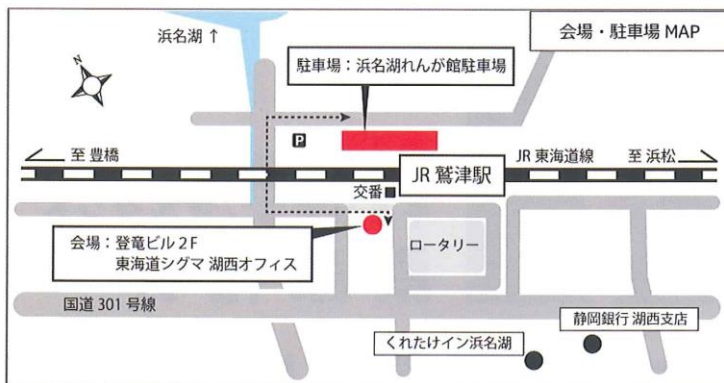 会場・駐車場 MAP
浜名湖 ↑
N
駐車場：浜名湖れんが館駐車場
P
至 豊橋
JR 鷲津駅
JR 東海道線
至 浜松
交番
会場：登竜ビル 2F
東海道シグマ 湖西オフィス
ロータリー
国道 301 号線
静岡銀行 湖西支店
くれたけイン浜名湖